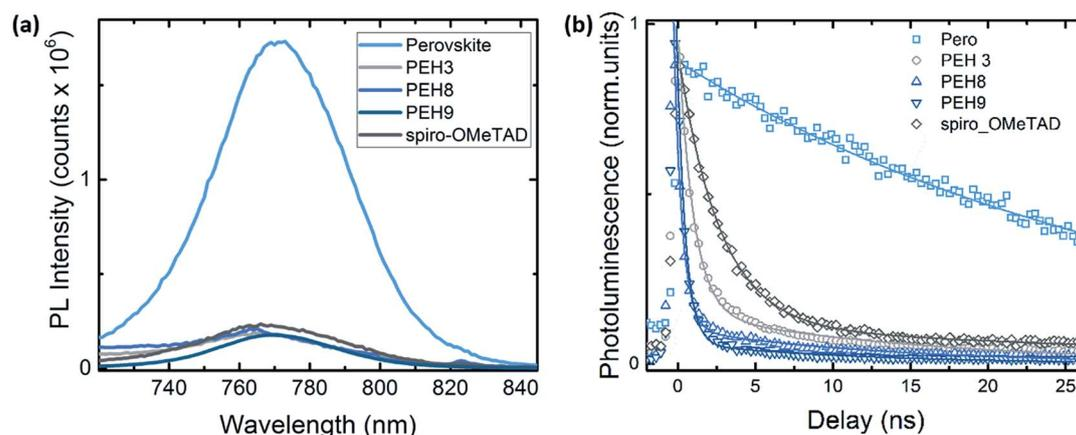 (a)
PL Intensity (counts x 10⁶)
1
0
740 760 780 800 820 840
Wavelength (nm)
Perovskite
PEH3
PEH8
PEH9
spiro-OMeTAD
(b)
Photoluminescence (norm.units)
1
0
0 5 10 15 20 25
Delay (ns)
Pero
PEH 3
PEH8
PEH9
spiro_OMeTAD